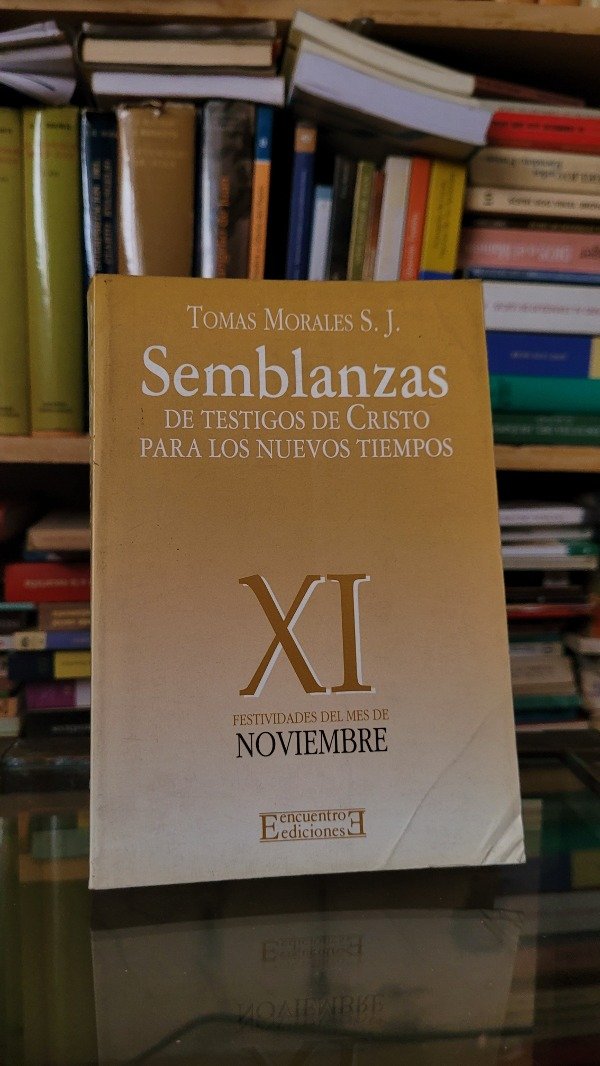 TOMAS MORALES S. J.
Semblanzas
DE TESTIGOS DE CRISTO
PARA LOS NUEVOS TIEMPOS
XI
FESTIVIDADES DEL MES DE
NOVIEMBRE
encuentro
ediciones